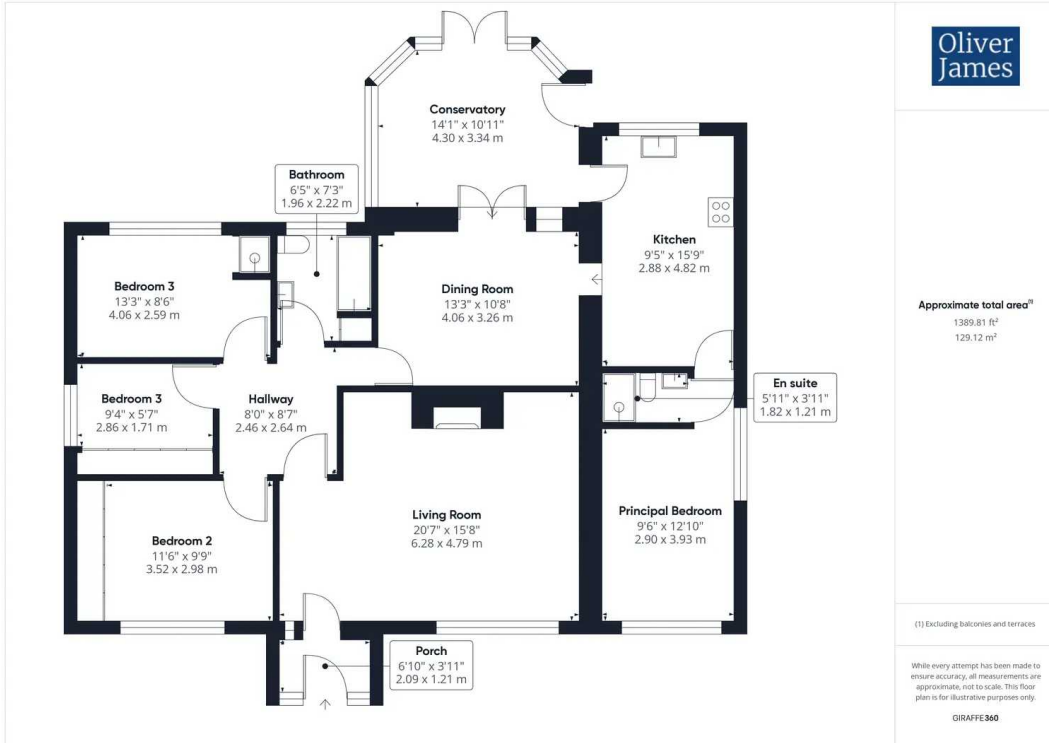 Oliver
James
Conservatory
14'1" x 10'11"
4.30 x 3.34 m
Bathroom
6'5" x 7'3"
1.96 x 2.22 m
Kitchen
9'5" x 15'9"
2.88 x 4.82 m
Bedroom 3
13'3" x 8'6"
4.06 x 2.59 m
Dining Room
13'3" x 10'8"
4.06 x 3.26 m
Approximate total area⁽¹⁾
1389.81 ft²
129.12 m²
Bedroom 3
9'4" x 5'7"
2.86 x 1.71 m
Hallway
8'0" x 8'7"
2.46 x 2.64 m
En suite
5'11" x 3'11"
1.82 x 1.21 m
Living Room
20'7" x 15'8"
6.28 x 4.79 m
Principal Bedroom
9'6" x 12'10"
2.90 x 3.93 m
Bedroom 2
11'6" x 9'9"
3.52 x 2.98 m
Porch
6'10" x 3'11"
2.09 x 1.21 m
(1) Excluding balconies and terraces
While every attempt has been made to
ensure accuracy, all measurements are
approximate, not to scale. This floor
plan is for illustrative purposes only.
GIRAFFE360